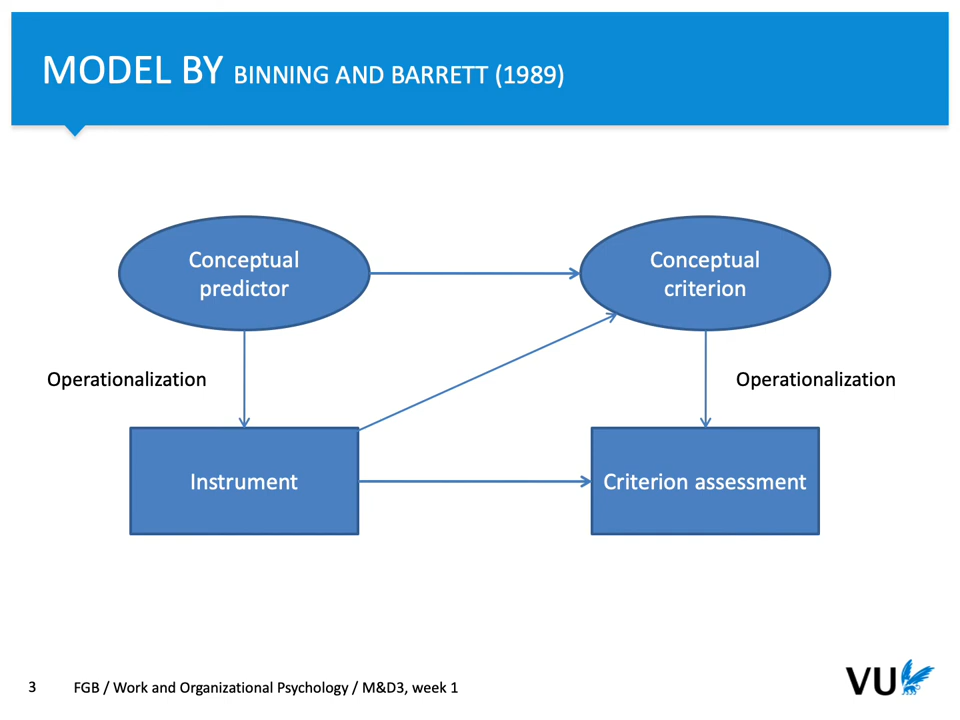 MODEL BY BINNING AND BARRETT (1989)
Conceptual
predictor
Conceptual
criterion
Operationalization
Operationalization
Instrument
Criterion assessment
3
FGB / Work and Organizational Psychology / M&D3, week 1
VU